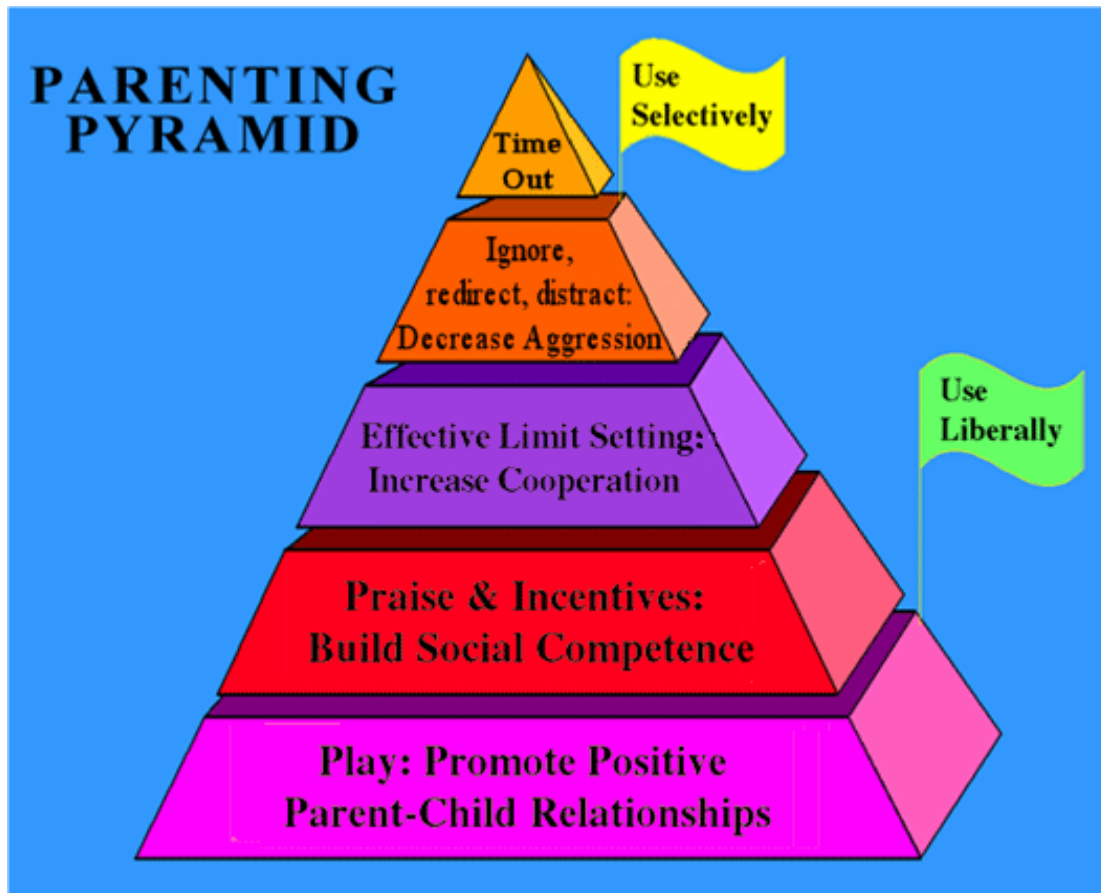 PARENTING
PYRAMID
Use
Selectively
Time
Out
Ignore,
redirect, distract:
Decrease Aggression
Use
Liberally
Effective Limit Setting:
Increase Cooperation
Praise & Incentives:
Build Social Competence
Play: Promote Positive
Parent-Child Relationships